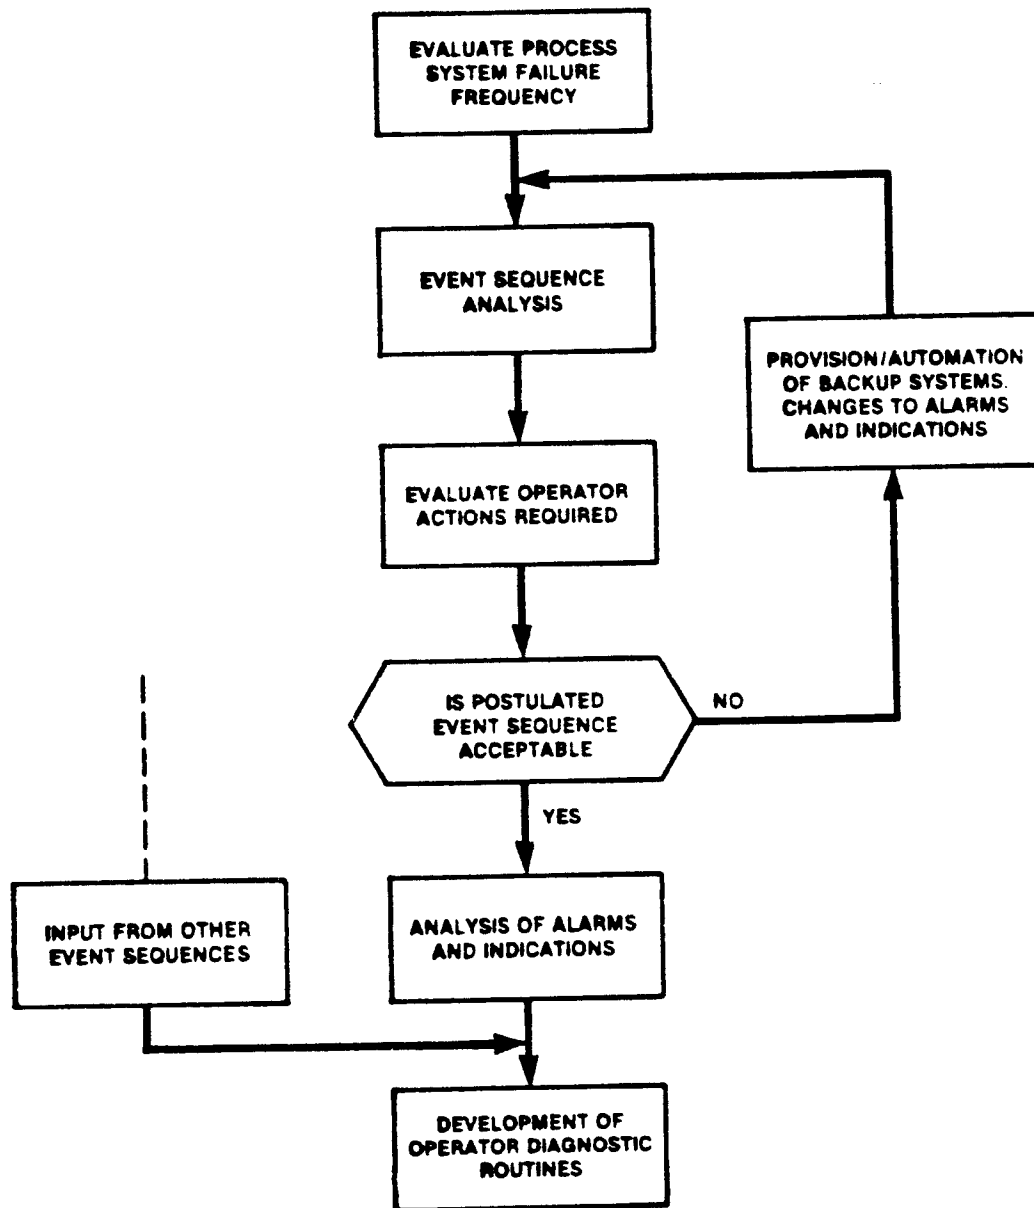 EVALUATE PROCESS
SYSTEM FAILURE
FREQUENCY
EVENT SEQUENCE
ANALYSIS
PROVISION/AUTOMATION
OF BACKUP SYSTEMS.
CHANGES TO ALARMS
AND INDICATIONS
EVALUATE OPERATOR
ACTIONS REQUIRED
IS POSTULATED
EVENT SEQUENCE
ACCEPTABLE
NO
YES
INPUT FROM OTHER
EVENT SEQUENCES
ANALYSIS OF ALARMS
AND INDICATIONS
DEVELOPMENT OF
OPERATOR DIAGNOSTIC
ROUTINES